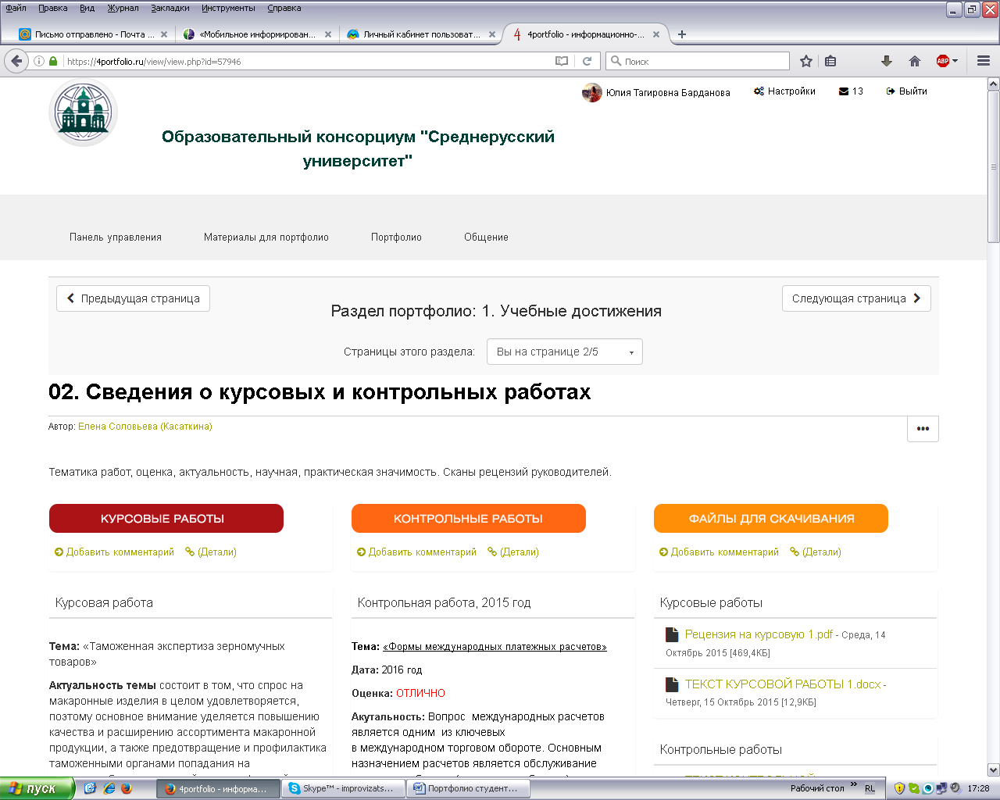 Файл Правка Вид Журнал Закладки Инструменты Справка
Письмо отправлено - Почта ... «Мобильное информирован... Личный кабинет пользоват... 4portfolio - информационно-...
https://4portfolio.ru/view/view.php?id=57946 Поиск ABP
Юлия Тагировна Барданова Настройки 13 Выйти
Образовательный консорциум "Среднерусский
университет"
Панель управления Материалы для портфолио Портфолио Общение
Предыдущая страница Следующая страница
Раздел портфолио: 1. Учебные достижения
Страницы этого раздела: Вы на странице 2/5
02. Сведения о курсовых и контрольных работах
Автор: Елена Соловьева (Касаткина)
Тематика работ, оценка, актуальность, научная, практическая значимость. Сканы рецензий руководителей.
КУРСОВЫЕ РАБОТЫ
Добавить комментарий (Детали)
Курсовая работа
Тема: «Таможенная экспертиза зерномучных
товаров»
Актуальность темы состоит в том, что спрос на
макаронные изделия в целом удовлетворяется,
поэтому основное внимание уделяется повышению
качества и расширению ассортимента макаронной
продукции, а также предотвращение и профилактика
таможенными органами попадания на
КОНТРОЛЬНЫЕ РАБОТЫ
Добавить комментарий (Детали)
Контрольная работа, 2015 год
Тема: «Формы международных платежных расчетов»
Дата: 2016 год
Оценка: ОТЛИЧНО
Акутальность: Вопрос международных расчетов
является одним из ключевых
в международном торговом обороте. Основным
назначением расчетов является обслуживание
ФАЙЛЫ ДЛЯ СКАЧИВАНИЯ
Добавить комментарий (Детали)
Курсовые работы
Рецензия на курсовую 1.pdf - Среда, 14
Октябрь 2015 [469,4КБ]
ТЕКСТ КУРСОВОЙ РАБОТЫ 1.docx -
Четверг, 15 Октябрь 2015 [12,9КБ]
Контрольные работы
пуск 4portfolio - информа... Skype™ - improvizats... Портфолио студент... Рабочий стол » RL 17:28